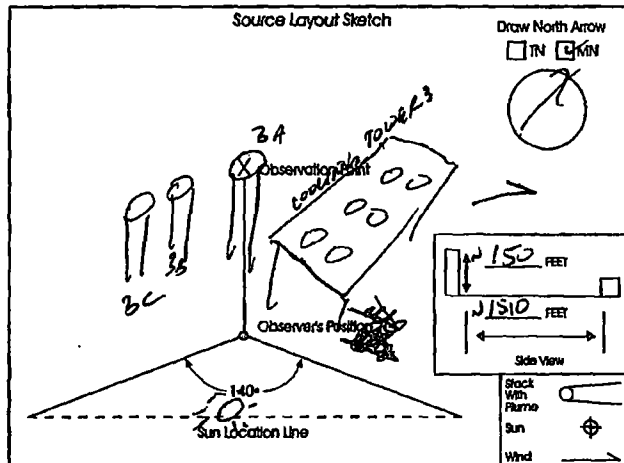 Source Layout Sketch
Draw North Arrow
TN MN
3A
Observation Point
COOLING TOWER 3
3B
3C
~ 150 FEET
~ 1510 FEET
Side View
Observer's Position
140°
Sun Location Line
Stack
With
Plume
Sun
Wind